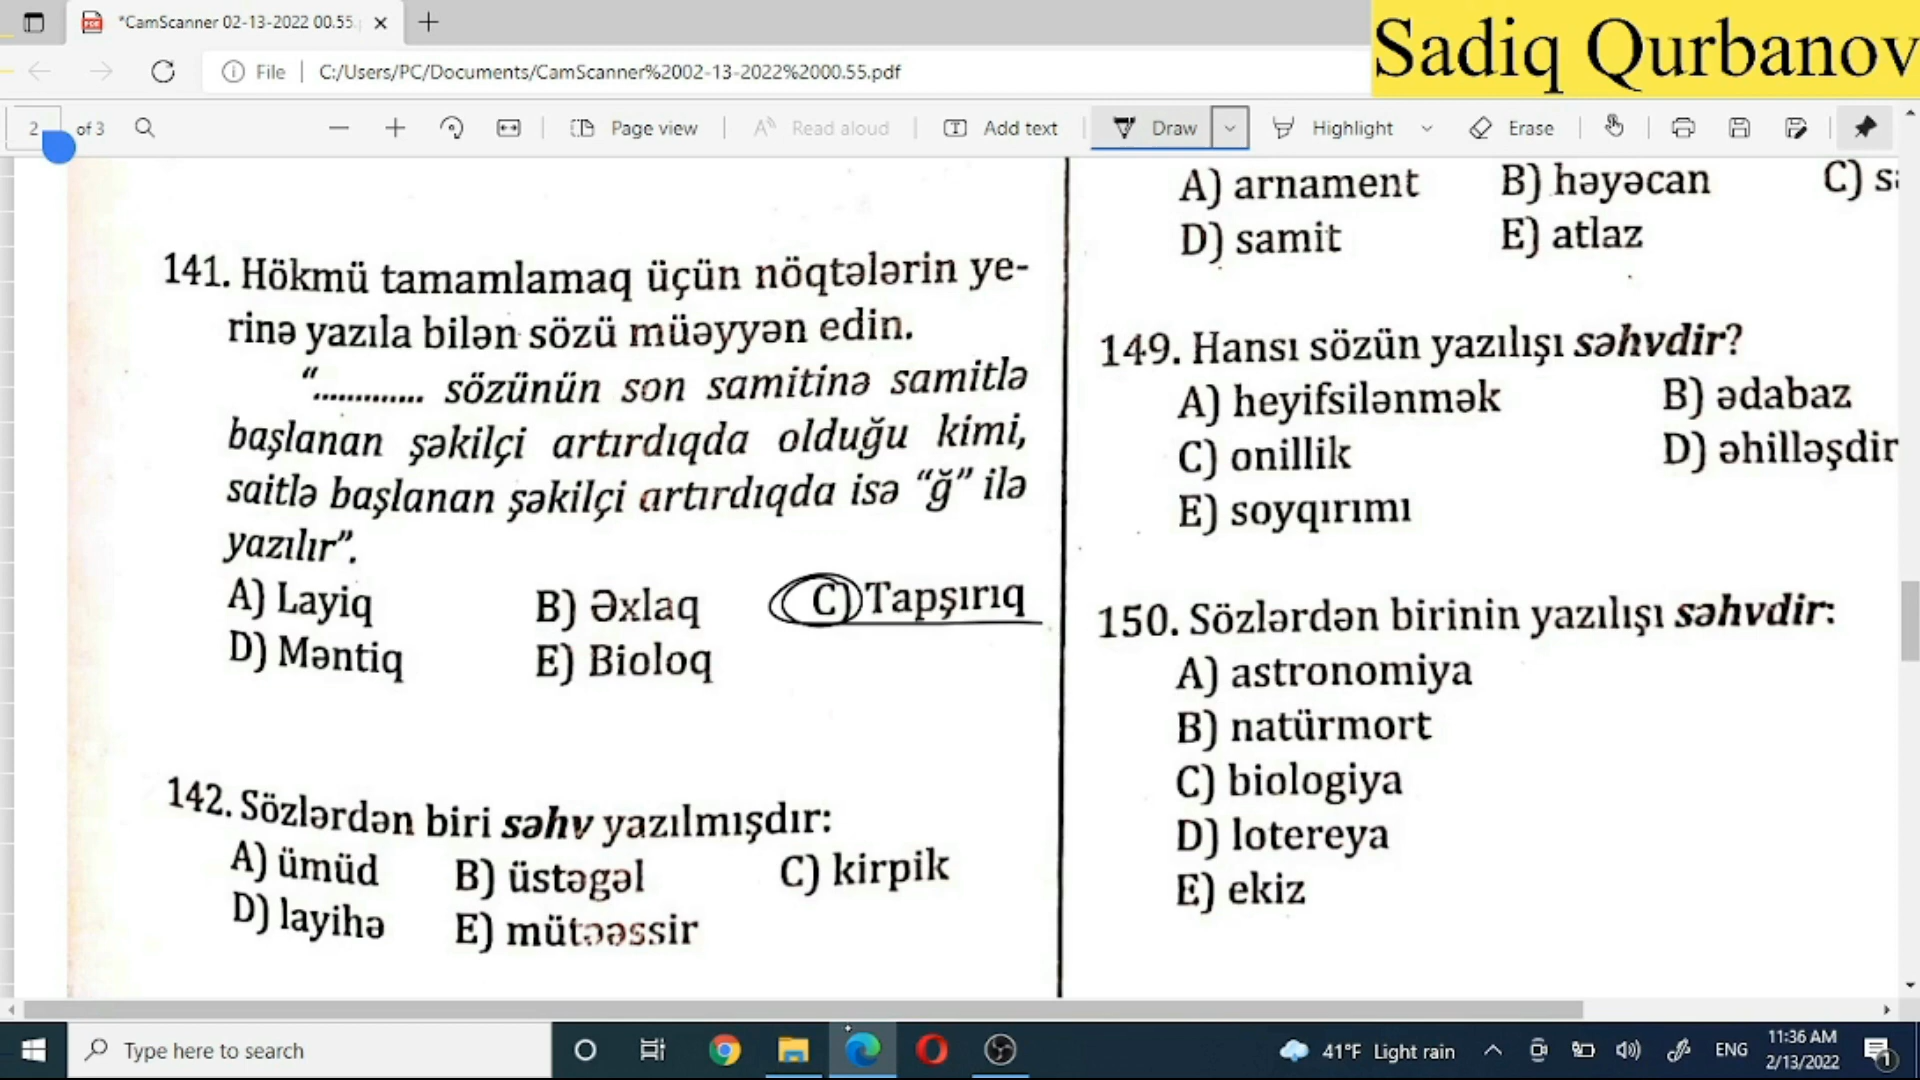 *CamScanner 02-13-2022 00.55.
Sadiq Qurbanov
File
C:/Users/PC/Documents/CamScanner%2002-13-2022%2000.55.pdf
2 of 3
Page view
Read aloud
Add text
Draw
Highlight
Erase
141. Hökmü tamamlamaq üçün nöqtələrin ye-
rinə yazıla bilən sözü müəyyən edin.
"............. sözünün son samitinə samitlə
başlanan şəkilçi artırdıqda olduğu kimi,
saitlə başlanan şəkilçi artırdıqda isə "ğ" ilə
yazılır".
A) Layiq B) Əxlaq C) Tapşırıq
D) Məntiq E) Bioloq
142. Sözlərdən biri səhv yazılmışdır:
A) ümüd B) üstəgəl C) kirpik
D) layihə E) mütəəssir
A) arnament B) həyəcan C)
D) samit E) atlaz
149. Hansı sözün yazılışı səhvdir?
A) heyifsilənmək B) ədabaz
C) onillik D) əhilləşdir
E) soyqırımı
150. Sözlərdən birinin yazılışı səhvdir:
A) astronomiya
B) natürmort
C) biologiya
D) lotereya
E) ekiz
Type here to search
41°F Light rain
ENG
11:36 AM
2/13/2022
1